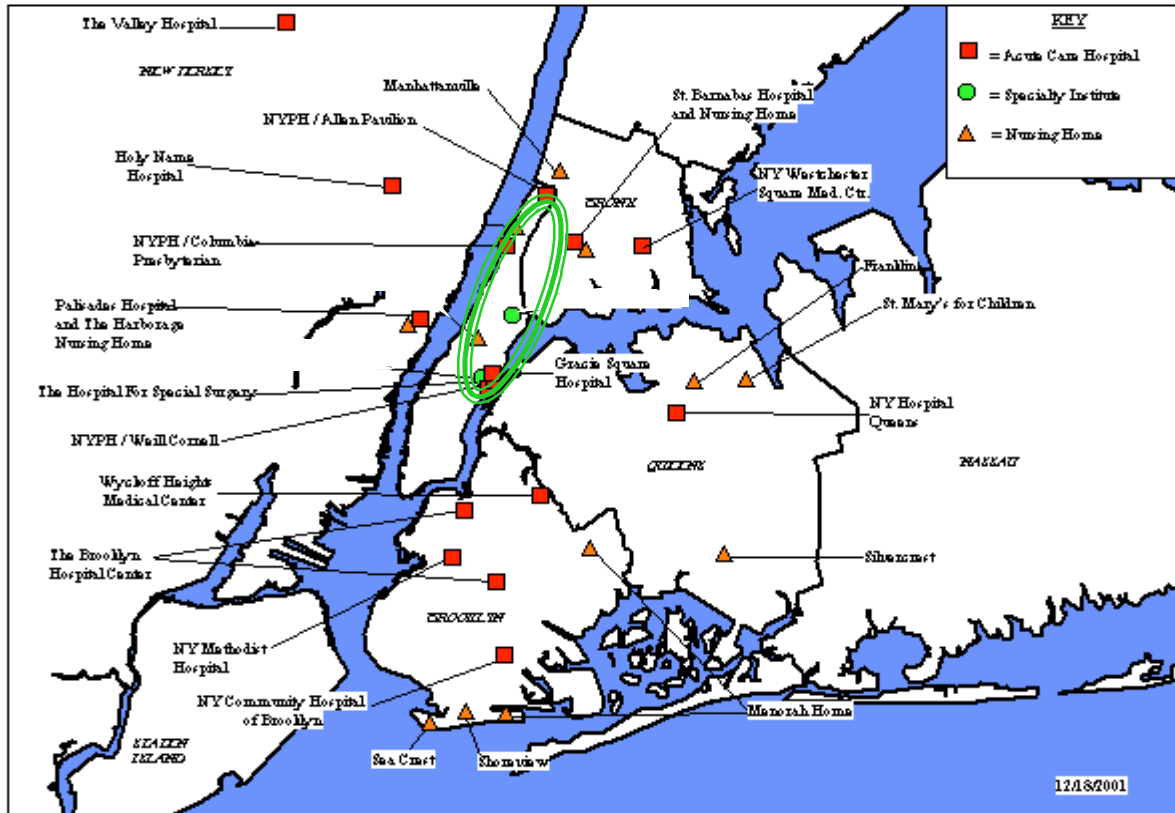 The Valley Hospital
NEW JERSEY
KEY
= Acute Care Hospital
= Specialty Institute
= Nursing Home
Manhattanville
NYPH / Allen Pavilion
St. Barnabas Hospital
and Nursing Home
Holy Name
Hospital
NY Westchester
Square Med. Ctr.
BRONX
NYPH / Columbia
Presbyterian
Franklin
St. Mary's for Children
Palisades Hospital
and The Harborage
Nursing Home
Gracie Square
Hospital
The Hospital For Special Surgery
NYPH / Weill Cornell
NY Hospital
Queens
QUEENS
NASSAU
Wyckoff Heights
Medical Center
The Brooklyn
Hospital Center
Silvercrest
BROOKLYN
NY Methodist
Hospital
NY Community Hospital
of Brooklyn
Menorah Home
STATEN
ISLAND
Sea Crest
Shoreview
12/18/2001